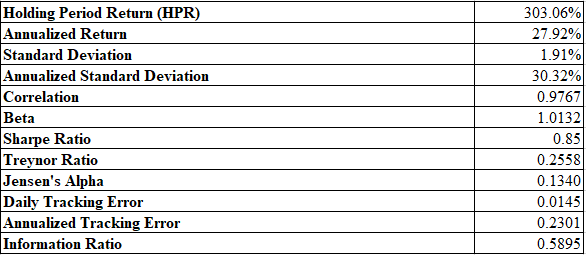 Holding Period Return (HPR) 303.06%
Annualized Return 27.92%
Standard Deviation 1.91%
Annualized Standard Deviation 30.32%
Correlation 0.9767
Beta 1.0132
Sharpe Ratio 0.85
Treynor Ratio 0.2558
Jensen's Alpha 0.1340
Daily Tracking Error 0.0145
Annualized Tracking Error 0.2301
Information Ratio 0.5895